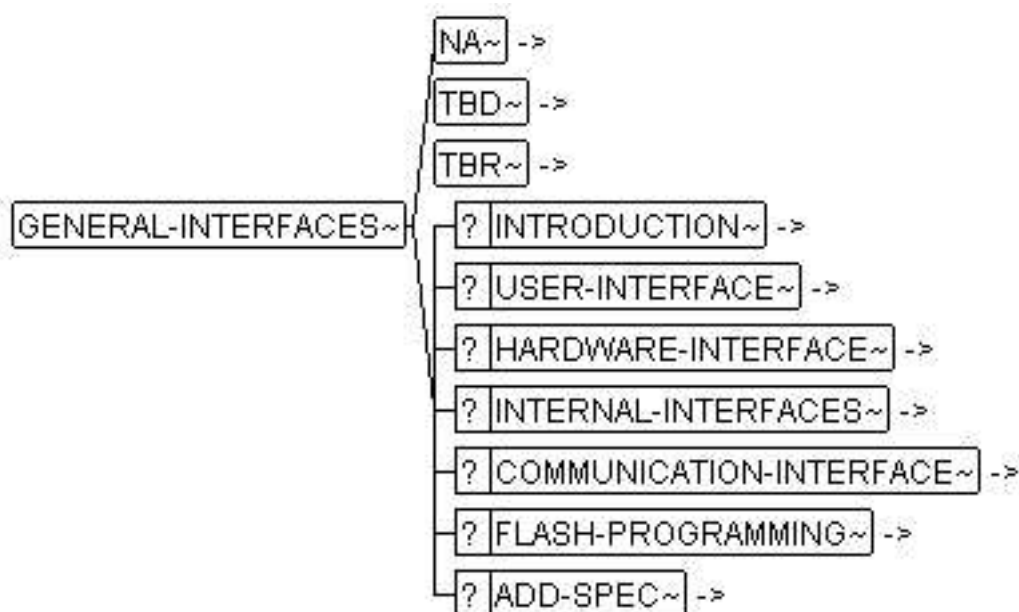 NA~ ->
TBD~ ->
TBR~ ->
GENERAL-INTERFACES~ ? INTRODUCTION~ ->
? USER-INTERFACE~ ->
? HARDWARE-INTERFACE~ ->
? INTERNAL-INTERFACES~ ->
? COMMUNICATION-INTERFACE~ ->
? FLASH-PROGRAMMING~ ->
? ADD-SPEC~ ->